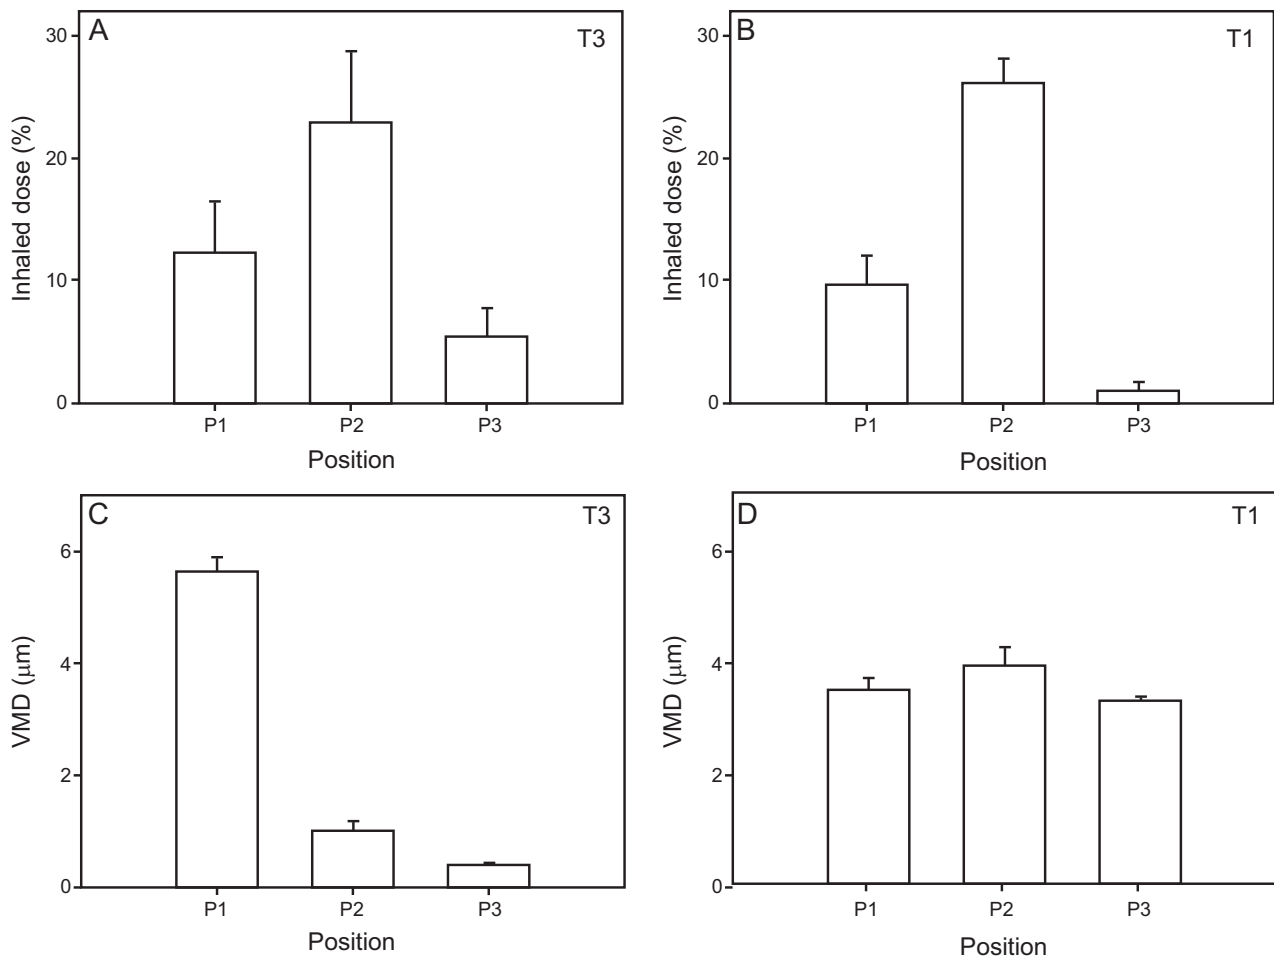 A
T3
Inhaled dose (%)
30
20
10
0
P1 P2 P3
Position
B
T1
Inhaled dose (%)
30
20
10
0
P1 P2 P3
Position
C
T3
VMD (μm)
6
4
2
0
P1 P2 P3
Position
D
T1
VMD (μm)
6
4
2
0
P1 P2 P3
Position